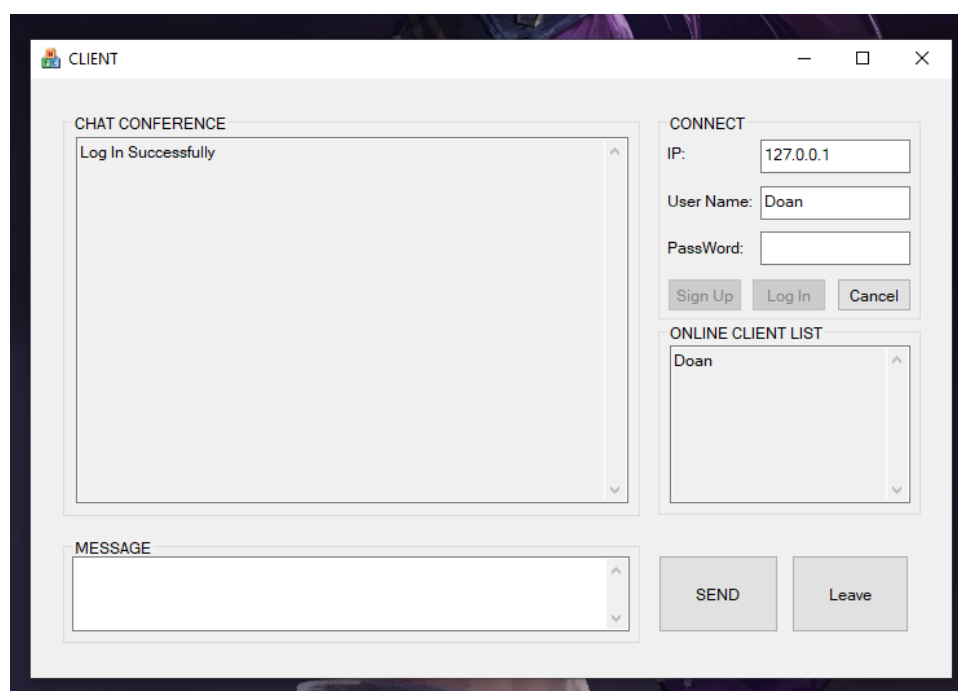 CLIENT
CHAT CONFERENCE
Log In Successfully
CONNECT
IP:
127.0.0.1
User Name:
Doan
PassWord:
Sign Up
Log In
Cancel
ONLINE CLIENT LIST
Doan
MESSAGE
SEND
Leave